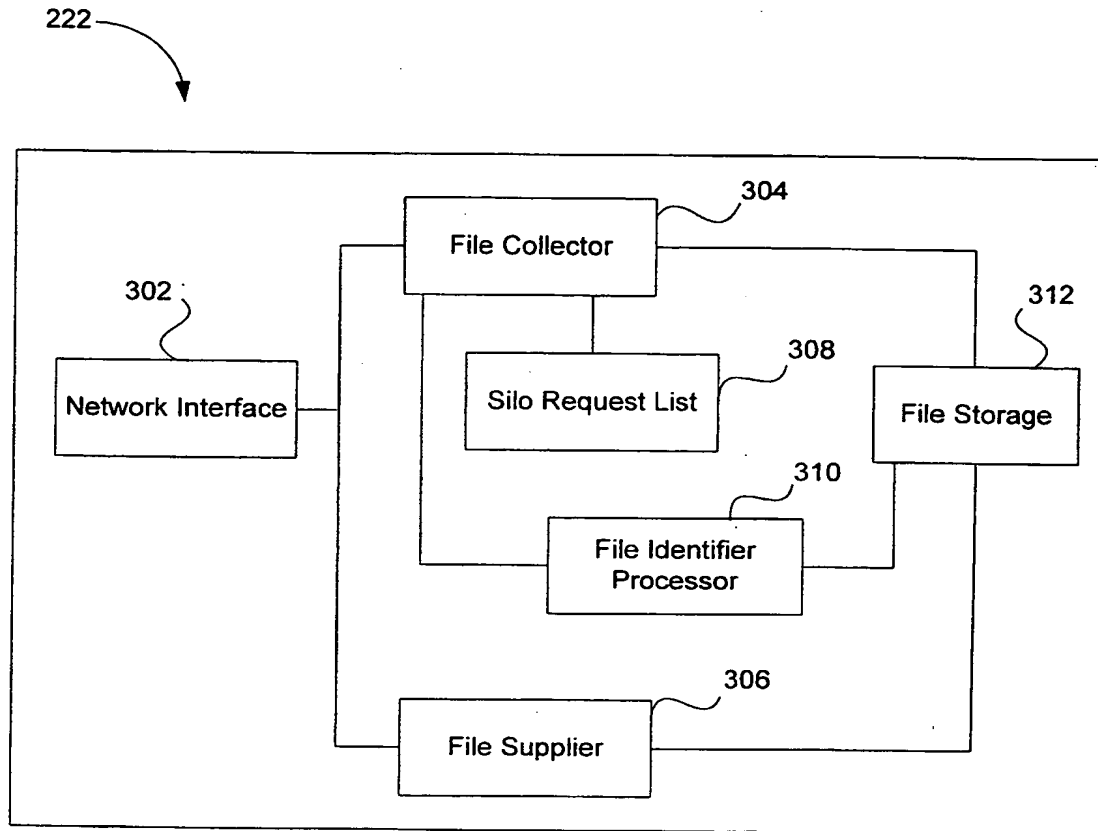 222
304
File Collector
302
312
Network Interface
308
Silo Request List
File Storage
310
File Identifier
Processor
306
File Supplier